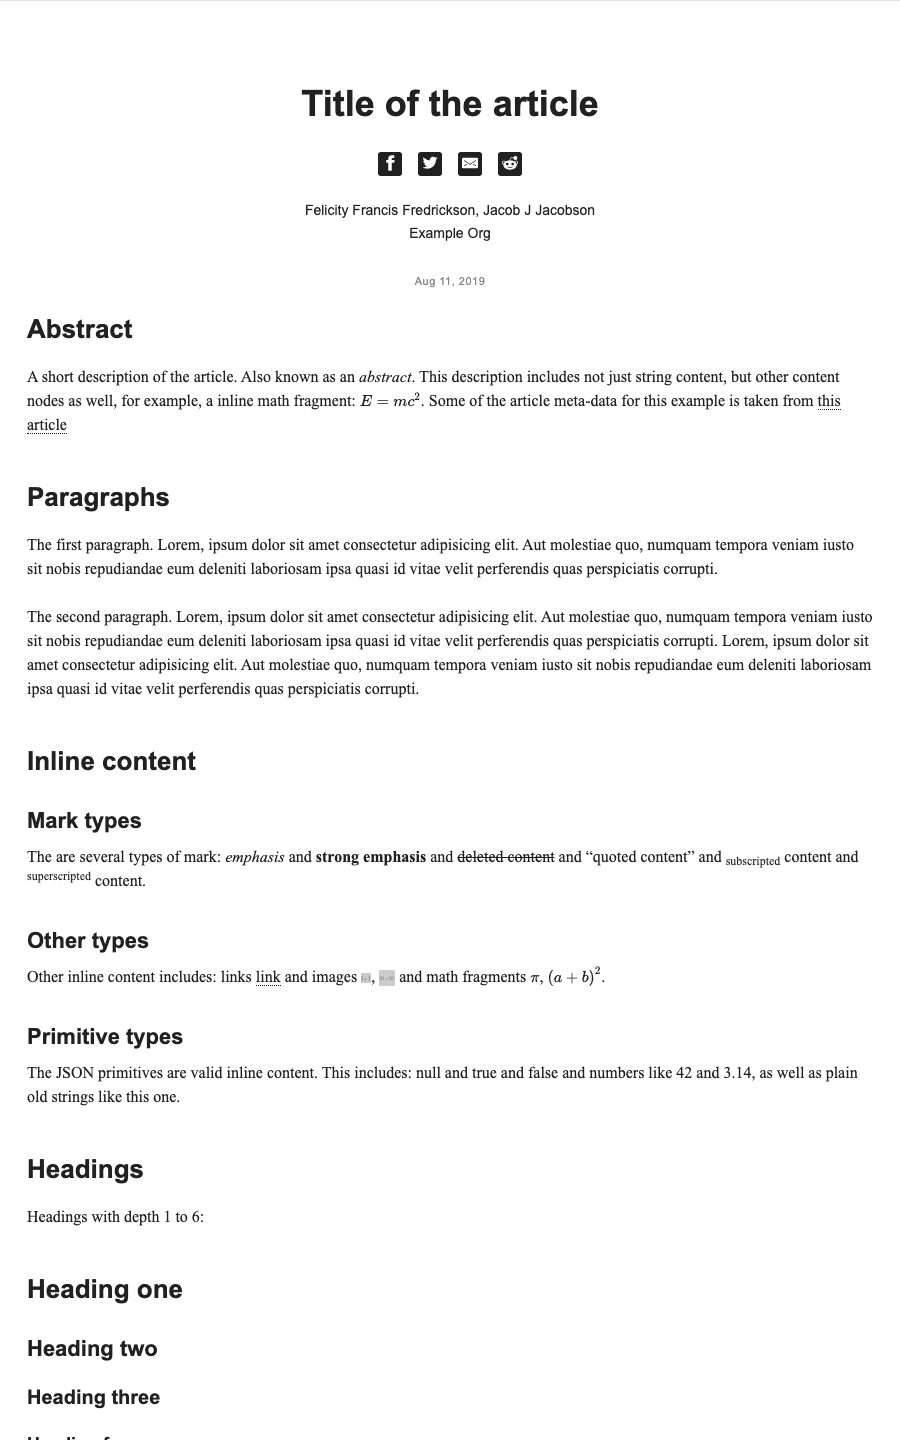 Title of the article
Felicity Francis Fredrickson, Jacob J Jacobson
Example Org
Aug 11, 2019
Abstract
A short description of the article. Also known as an abstract. This description includes not just string content, but other content
nodes as well, for example, a inline math fragment: E = mc². Some of the article meta-data for this example is taken from this
article
Paragraphs
The first paragraph. Lorem, ipsum dolor sit amet consectetur adipisicing elit. Aut molestiae quo, numquam tempora veniam iusto
sit nobis repudiandae eum deleniti laboriosam ipsa quasi id vitae velit perferendis quas perspiciatis corrupti.
The second paragraph. Lorem, ipsum dolor sit amet consectetur adipisicing elit. Aut molestiae quo, numquam tempora veniam iusto
sit nobis repudiandae eum deleniti laboriosam ipsa quasi id vitae velit perferendis quas perspiciatis corrupti. Lorem, ipsum dolor sit
amet consectetur adipisicing elit. Aut molestiae quo, numquam tempora veniam iusto sit nobis repudiandae eum deleniti laboriosam
ipsa quasi id vitae velit perferendis quas perspiciatis corrupti.
Inline content
Mark types
The are several types of mark: emphasis and strong emphasis and deleted content and “quoted content” and subscripted content and
superscripted content.
Other types
Other inline content includes: links link and images , and math fragments π, (a + b)².
Primitive types
The JSON primitives are valid inline content. This includes: null and true and false and numbers like 42 and 3.14, as well as plain
old strings like this one.
Headings
Headings with depth 1 to 6:
Heading one
Heading two
Heading three